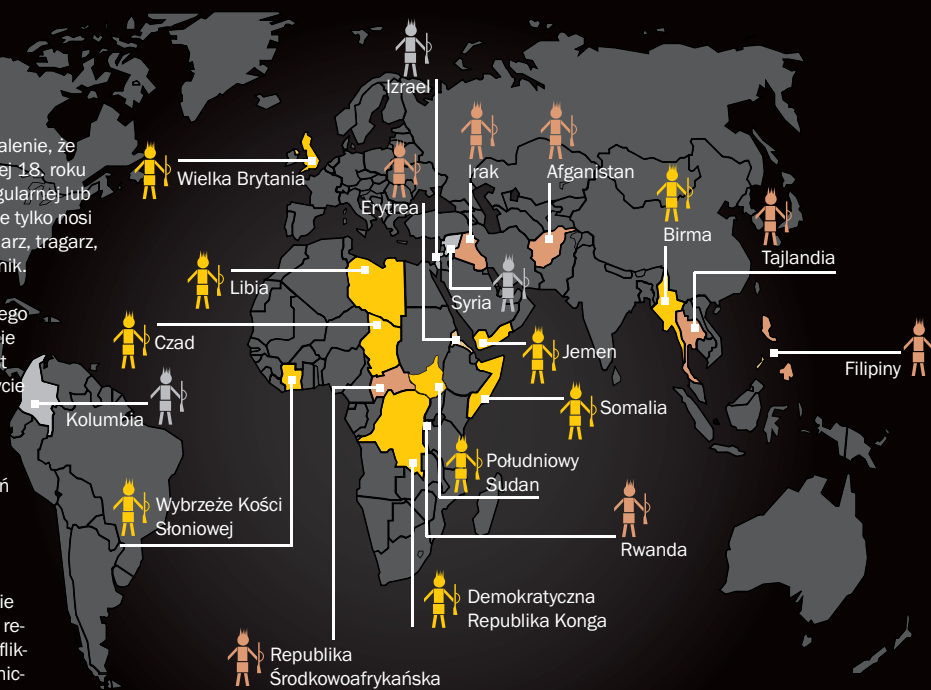 alenie, że
ej 18. roku
gularnej lub
e tylko nosi
arz, tragarz,
nik.
ego
eje
t
ycie
ń
ie
re-
flik-
nic-
Izrael
Wielka Brytania
Erytrea
Irak
Afganistan
Birma
Tajlandia
Libia
Syria
Czad
Jemen
Filipiny
Kolumbia
Somalia
Południowy
Sudan
Wybrzeże Kości
Słoniowej
Rwanda
Demokratyczna
Republika Konga
Republika
Środkowoafrykańska